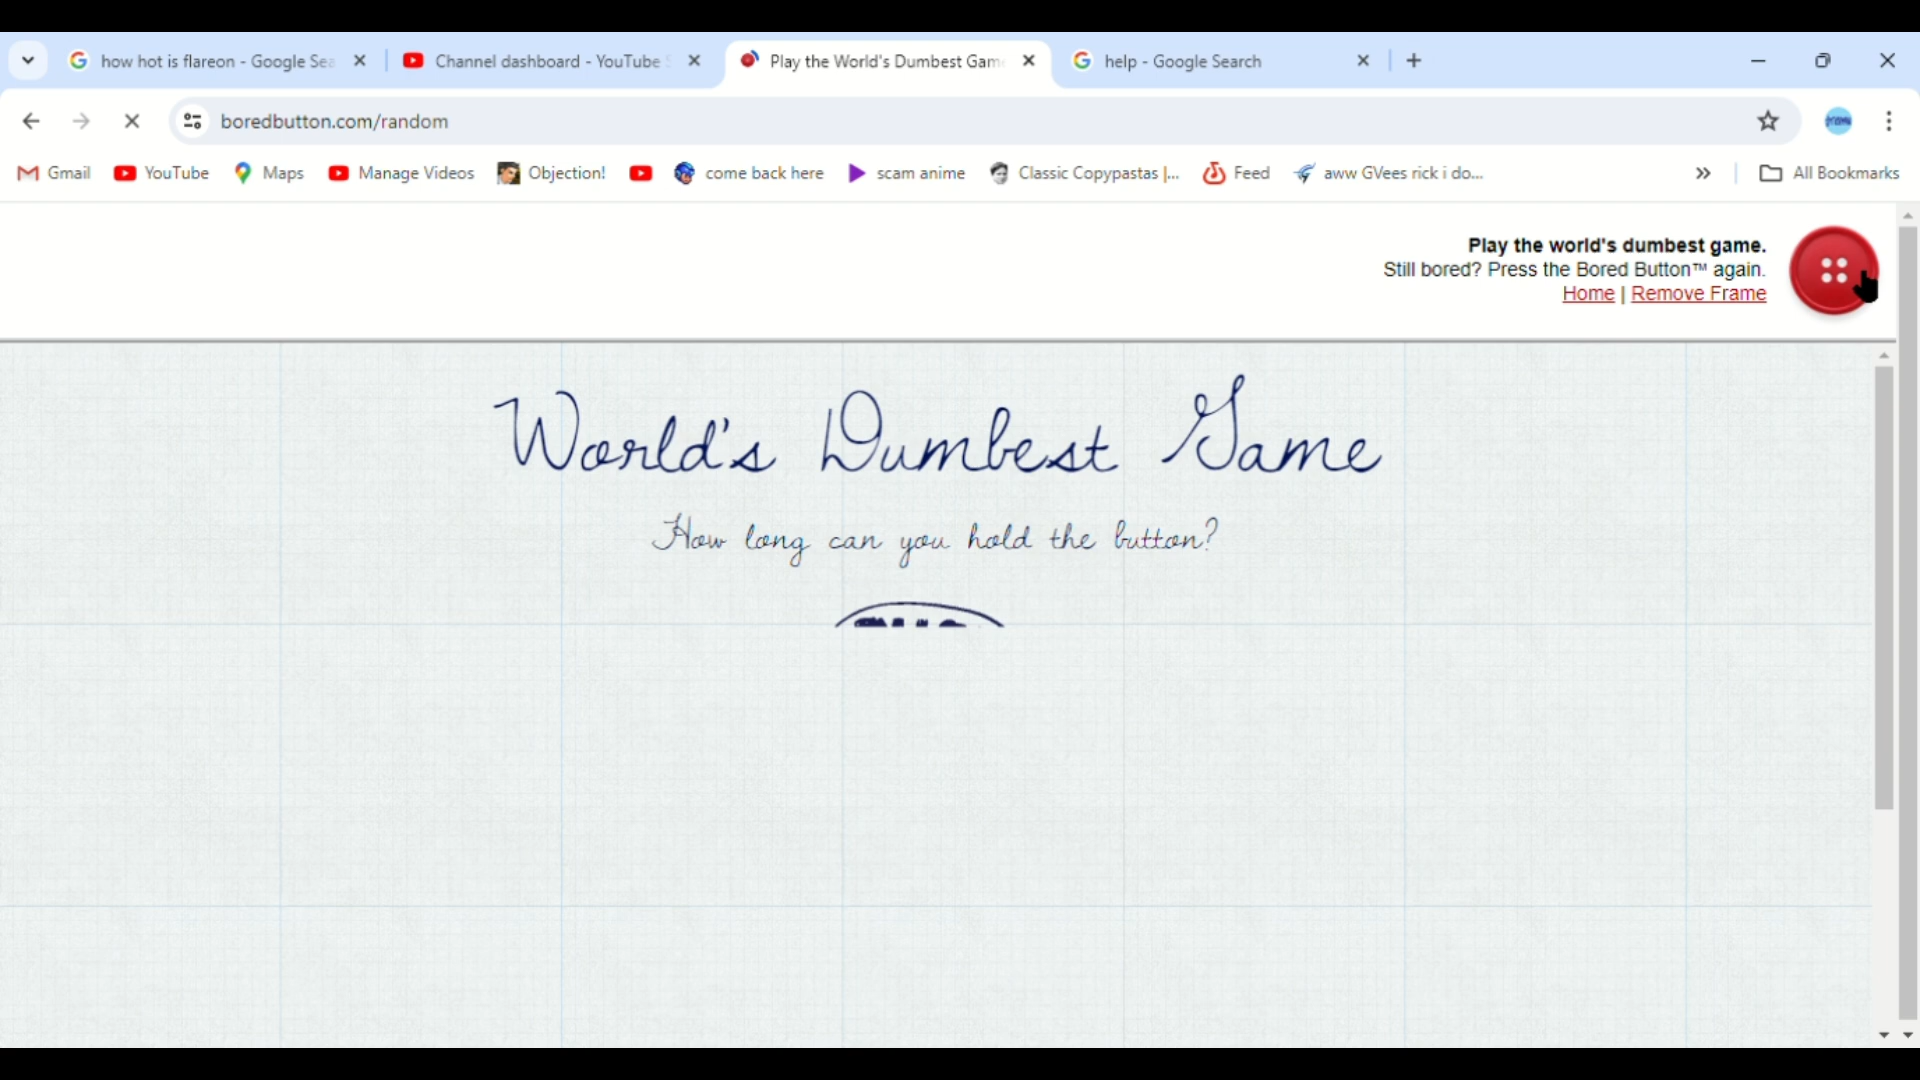 how hot is flareon - Google Sea
Channel dashboard - YouTube S
Play the World's Dumbest Gam
help - Google Search
boredbutton.com/random
Gmail
YouTube
Maps
Manage Videos
Objection!
come back here
scam anime
Classic Copypastas |...
Feed
aww GVees rick i do...
All Bookmarks
Play the world's dumbest game.
Still bored? Press the Bored Button™ again.
Home | Remove Frame
World's Dumbest Game
How long can you hold the button?